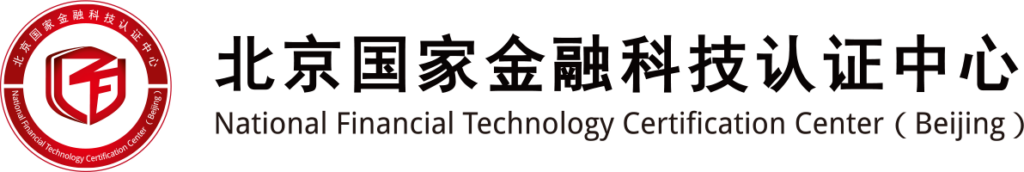 北京国家金融科技认证中心
National Financial Technology Certification Center（Beijing）
北京国家金融科技认证中心
National Financial Technology Certification Center（Beijing）